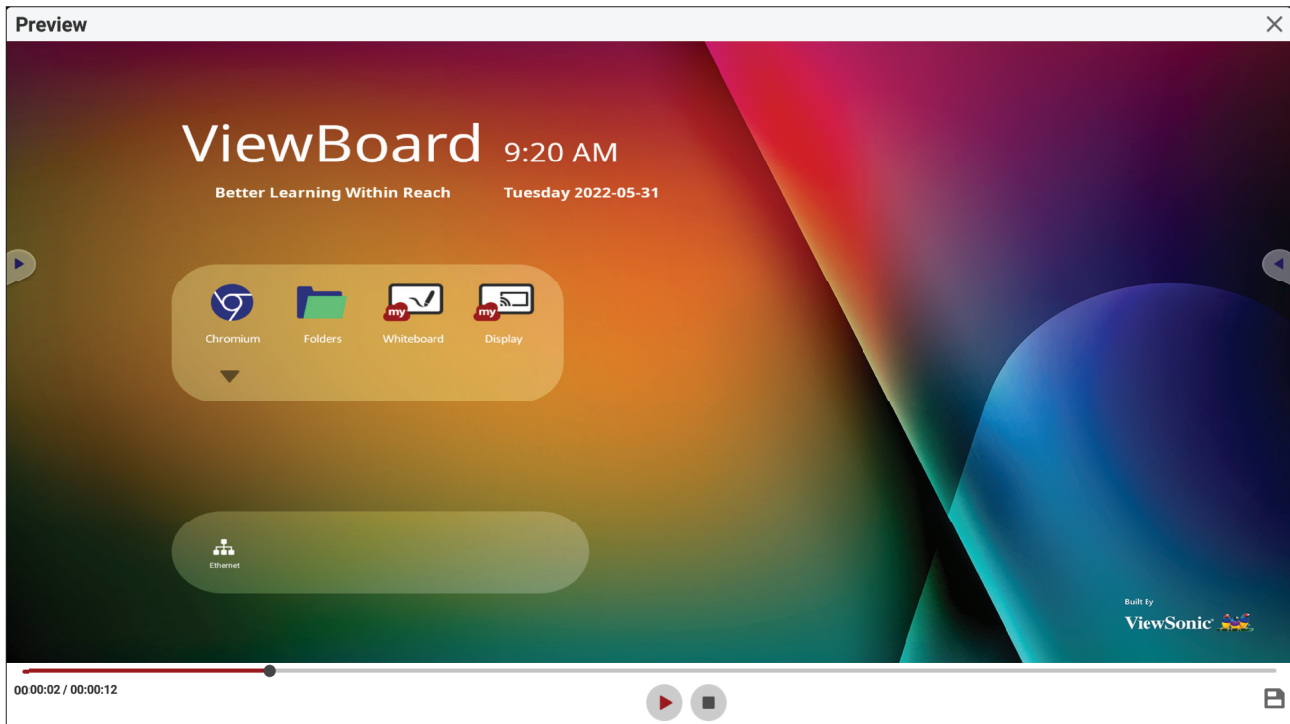 Preview
ViewBoard 9:20 AM
Better Learning Within Reach Tuesday 2022-05-31
Chromium Folders my Whiteboard my Display
Ethernet
Built By
ViewSonic
00:00:02 / 00:00:12